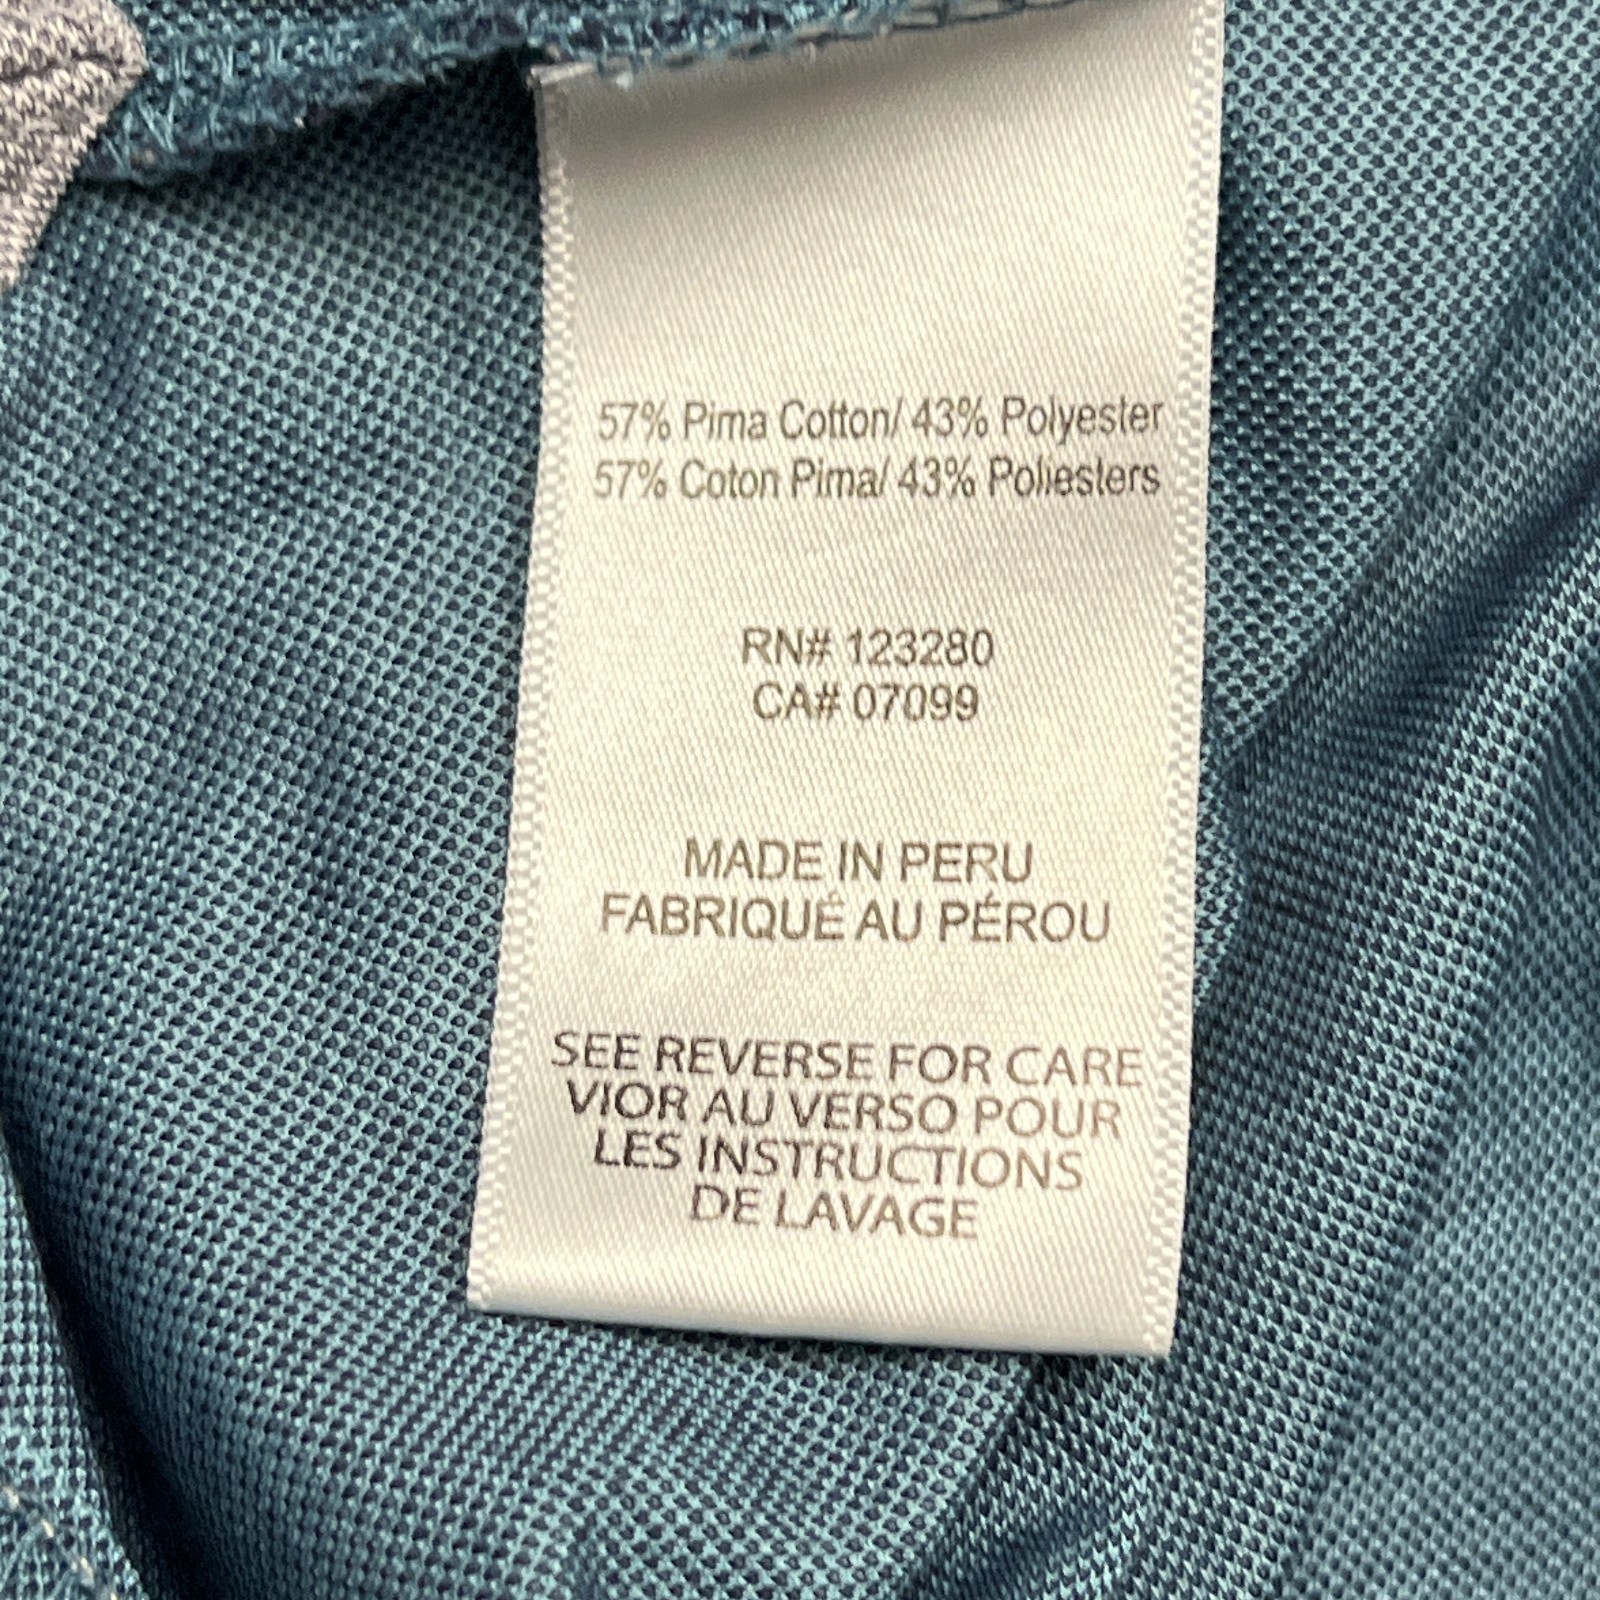 57% Pima Cotton/ 43% Polyester
57% Coton Pima/ 43% Poliesters
RN# 123280
CA# 07099
MADE IN PERU
FABRIQUÉ AU PÉROU
SEE REVERSE FOR CARE
VIOR AU VERSO POUR
LES INSTRUCTIONS
DE LAVAGE